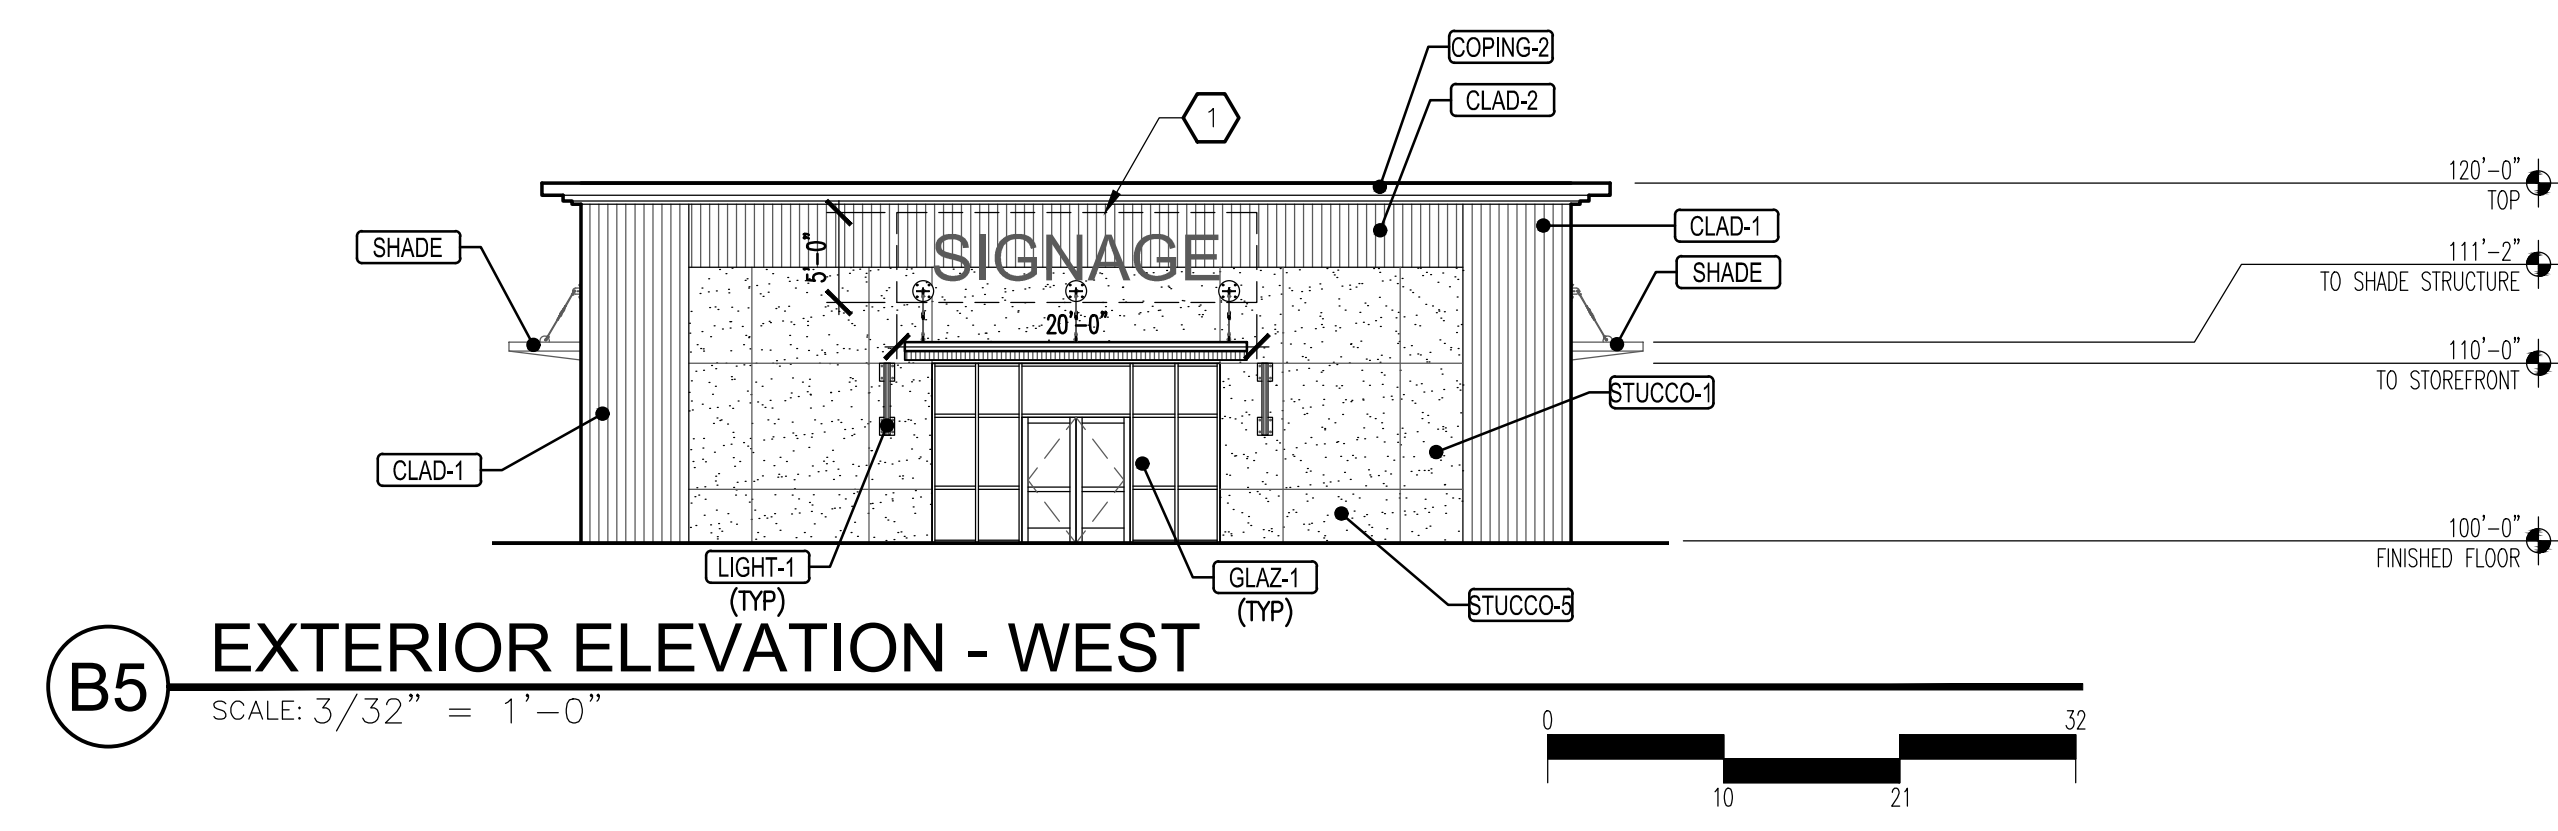 COPING-2
CLAD-2
1
120'-0"
TOP
CLAD-1
SHADE
SHADE
111'-2"
TO SHADE STRUCTURE
SIGNAGE
5'-0"
20'-0"
110'-0"
TO STOREFRONT
STUCCO-1
CLAD-1
100'-0"
FINISHED FLOOR
LIGHT-1
(TYP)
GLAZ-1
(TYP)
STUCCO-5
B5
EXTERIOR ELEVATION - WEST
SCALE: 3/32" = 1'-0"
0
32
10
21